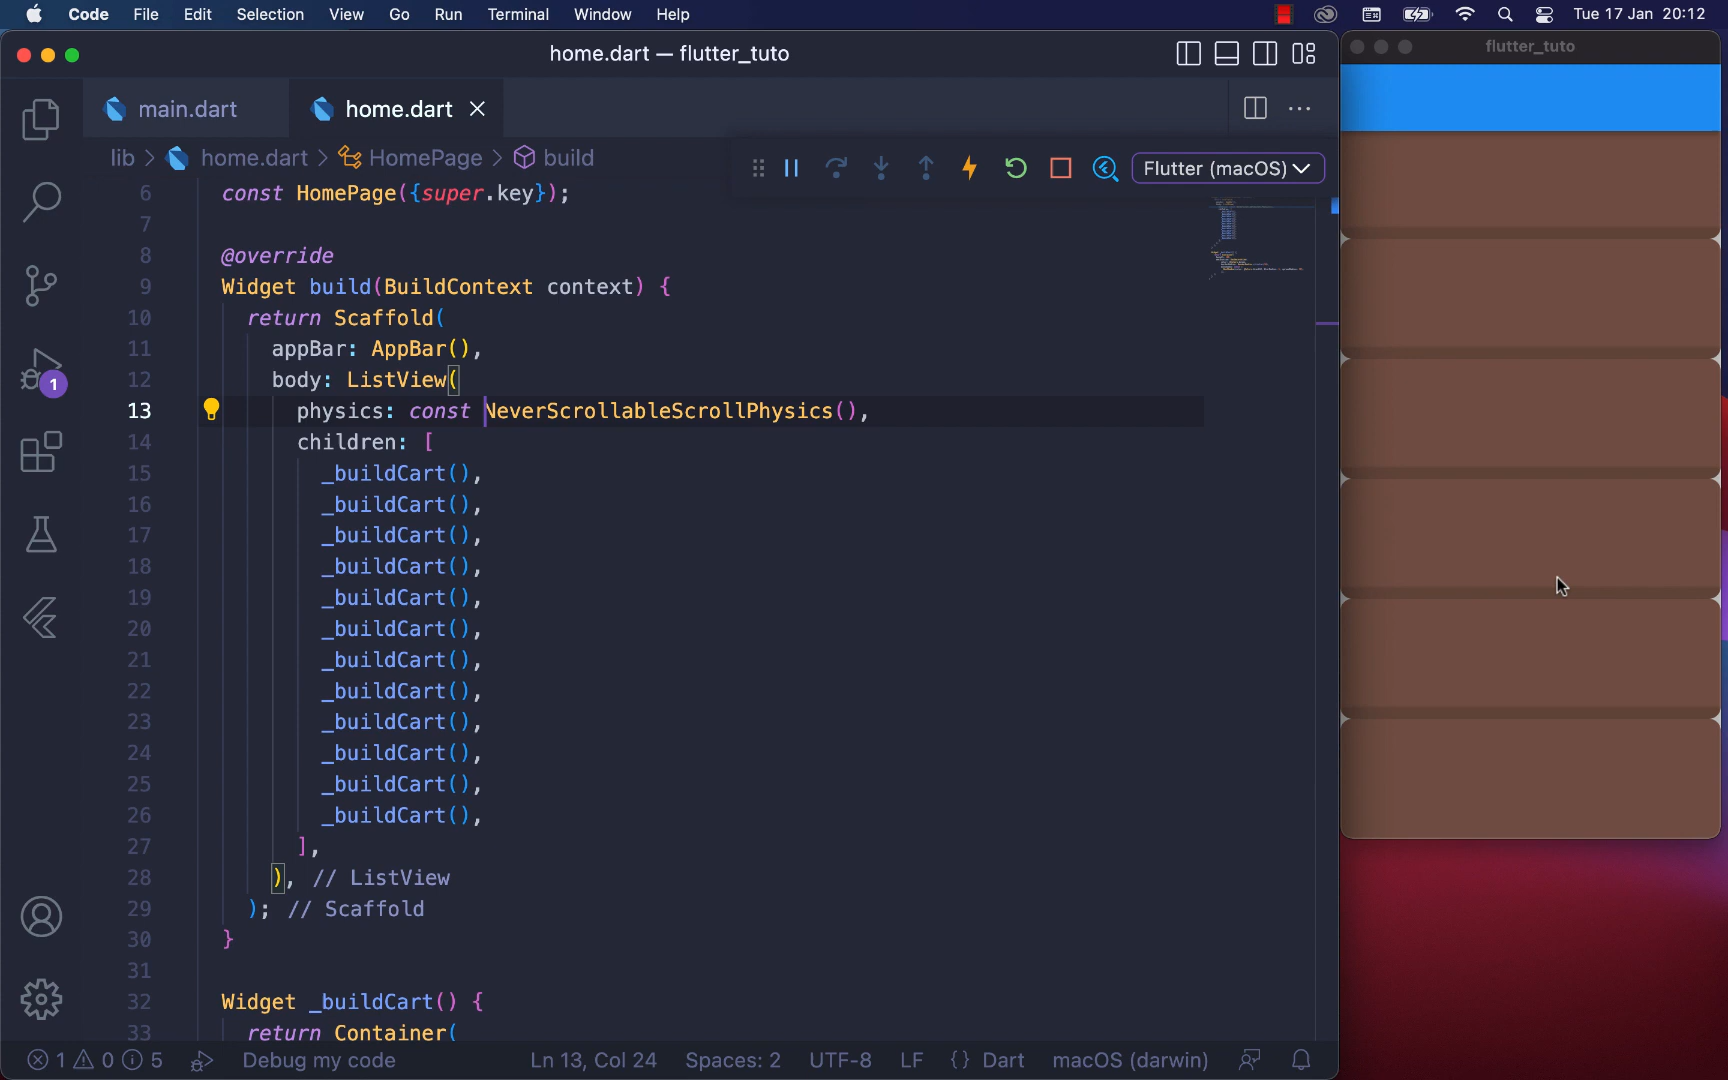 Code File Edit Selection View Go Run Terminal Window Help Tue 17 Jan 20:12
home.dart — flutter_tuto
flutter_tuto
main.dart home.dart
lib > home.dart > HomePage > build
Flutter (macOS)
6 const HomePage({super.key});
7
8 @override
9 Widget build(BuildContext context) {
10 return Scaffold(
11 appBar: AppBar(),
12 body: ListView(
13 physics: const NeverScrollableScrollPhysics(),
14 children: [
15 _buildCart(),
16 _buildCart(),
17 _buildCart(),
18 _buildCart(),
19 _buildCart(),
20 _buildCart(),
21 _buildCart(),
22 _buildCart(),
23 _buildCart(),
24 _buildCart(),
25 _buildCart(),
26 _buildCart(),
27 ],
28 ), // ListView
29 ); // Scaffold
30 }
31
32 Widget _buildCart() {
33 return Container(
1
1 0 5 Debug my code Ln 13, Col 24 Spaces: 2 UTF-8 LF {} Dart macOS (darwin)